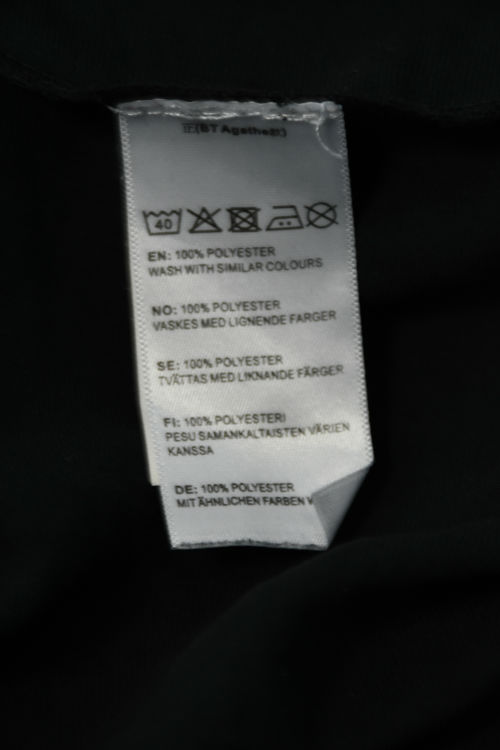 40
EN: 100% POLYESTER
WASH WITH SIMILAR COLOURS
NO: 100% POLYESTER
VASKES MED LIGNENDE FARGER
SE: 100% POLYESTER
TVÄTTAS MED LIKNANDE FÄRGER
FI: 100% POLYESTERI
PESU SAMANKALTAISTEN VÄRIEN
KANSSA
DE: 100% POLYESTER
MIT ÄHNLICHEN FARBEN